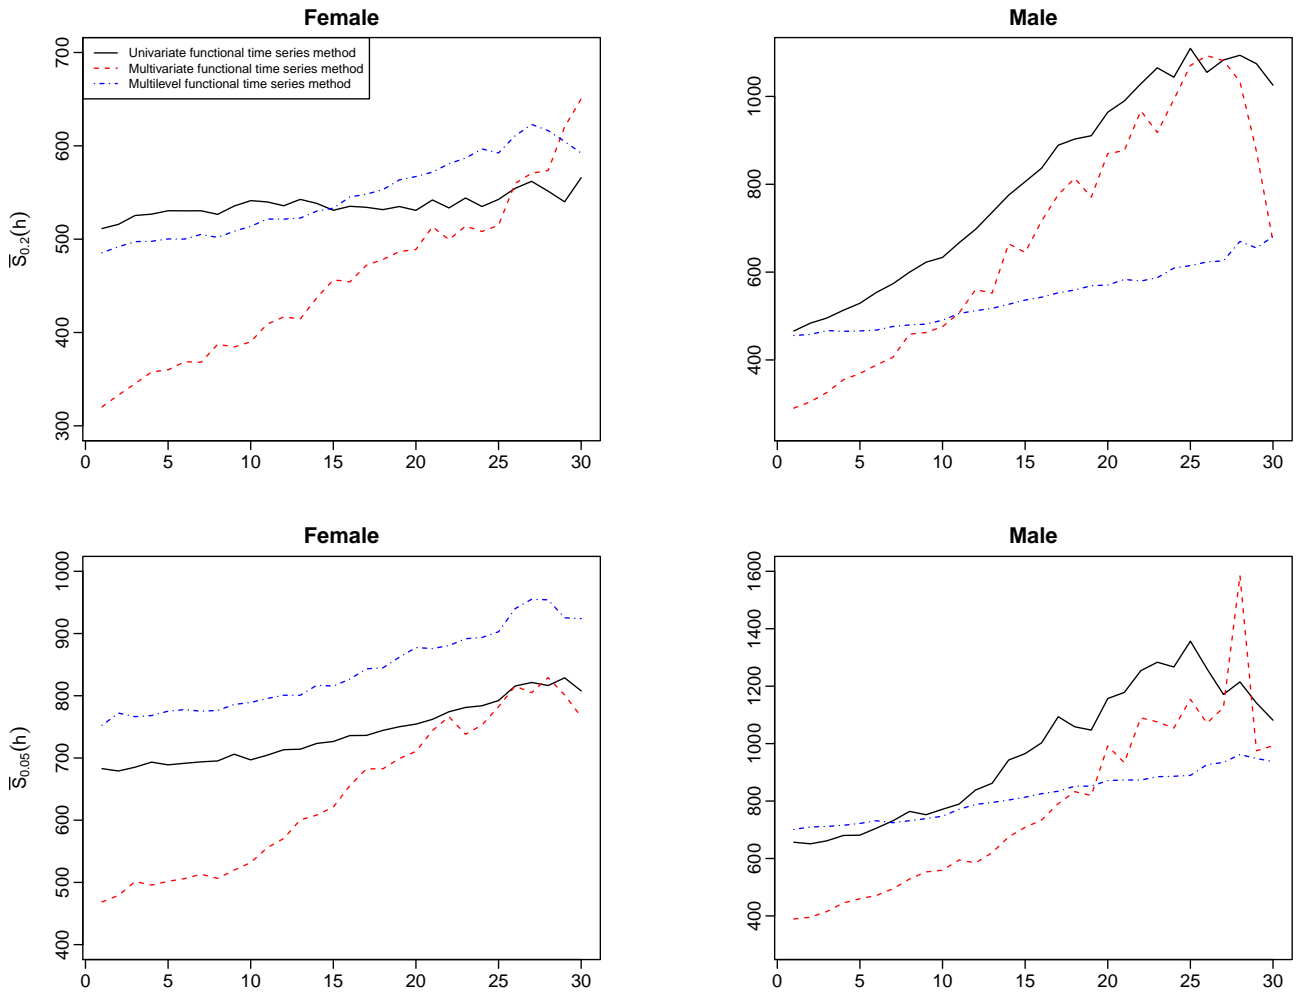 Female
Male
Univariate functional time series method
Multivariate functional time series method
Multilevel functional time series method
S̅0.2(h)
700
600
500
400
300
0 5 10 15 20 25 30
1000
800
600
400
0 5 10 15 20 25 30
Female
Male
S̅0.05(h)
1000
900
800
700
600
500
400
0 5 10 15 20 25 30
1600
1400
1200
1000
800
600
400
0 5 10 15 20 25 30